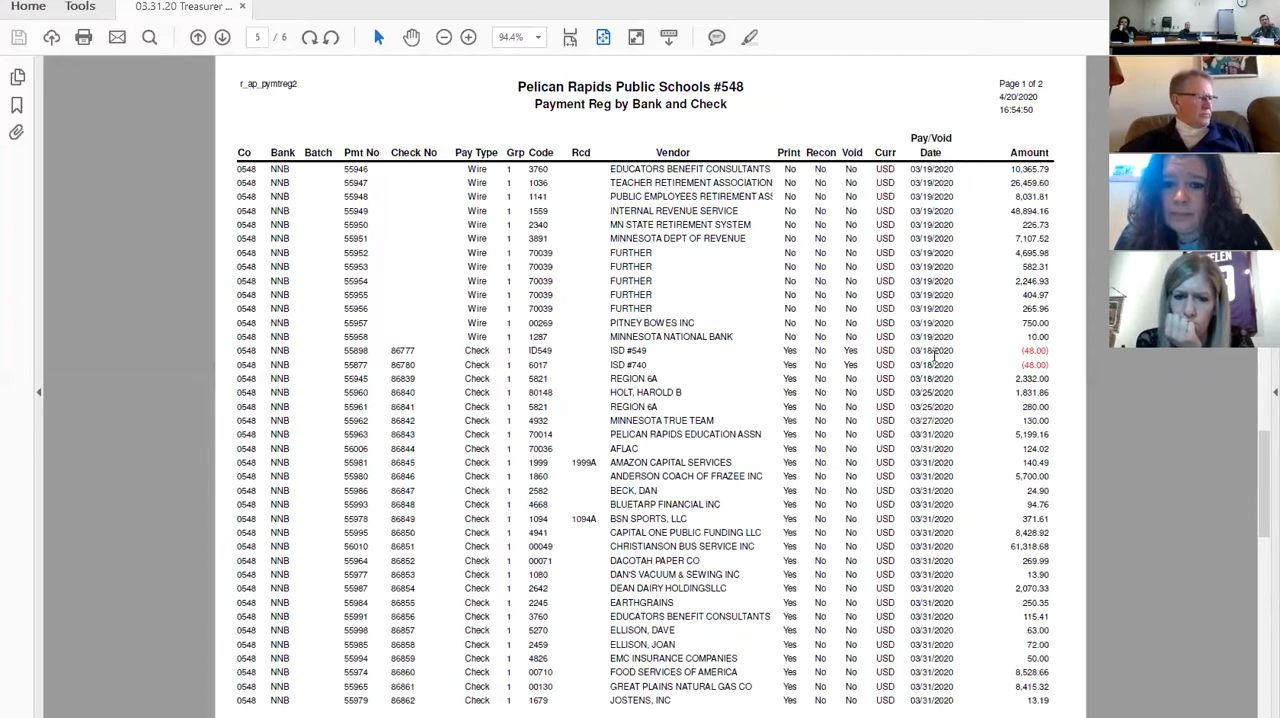 Home Tools 03.31.20 Treasurer ... ×
5 / 6 94.4%
r_ap_pymtreg2 Pelican Rapids Public Schools #548 Page 1 of 2
Payment Reg by Bank and Check 4/20/2020
16:54:50
Pay/Void
Co Bank Batch Pmt No Check No Pay Type Grp Code Rcd Vendor Print Recon Void Curr Date Amount
0548 NNB 55946 Wire 1 3760 EDUCATORS BENEFIT CONSULTANTS No No No USD 03/19/2020 10,365.79
0548 NNB 55947 Wire 1 1036 TEACHER RETIREMENT ASSOCIATION No No No USD 03/19/2020 26,459.60
0548 NNB 55948 Wire 1 1141 PUBLIC EMPLOYEES RETIREMENT ASS No No No USD 03/19/2020 8,031.81
0548 NNB 55949 Wire 1 1559 INTERNAL REVENUE SERVICE No No No USD 03/19/2020 48,894.16
0548 NNB 55950 Wire 1 2340 MN STATE RETIREMENT SYSTEM No No No USD 03/19/2020 226.73
0548 NNB 55951 Wire 1 3891 MINNESOTA DEPT OF REVENUE No No No USD 03/19/2020 7,107.52
0548 NNB 55952 Wire 1 70039 FURTHER No No No USD 03/19/2020 4,695.98
0548 NNB 55953 Wire 1 70039 FURTHER No No No USD 03/19/2020 582.31
0548 NNB 55954 Wire 1 70039 FURTHER No No No USD 03/19/2020 2,246.93
0548 NNB 55955 Wire 1 70039 FURTHER No No No USD 03/19/2020 404.97
0548 NNB 55956 Wire 1 70039 FURTHER No No No USD 03/19/2020 265.96
0548 NNB 55957 Wire 1 00269 PITNEY BOWES INC No No No USD 03/19/2020 750.00
0548 NNB 55958 Wire 1 1287 MINNESOTA NATIONAL BANK No No No USD 03/19/2020 10.00
0548 NNB 55898 86777 Check 1 ID549 ISD #549 Yes No Yes USD 03/18/2020 (48.00)
0548 NNB 55877 86780 Check 1 6017 ISD #740 Yes No Yes USD 03/18/2020 (48.00)
0548 NNB 55945 86839 Check 1 5821 REGION 6A Yes No No USD 03/18/2020 2,332.00
0548 NNB 55960 86840 Check 1 80148 HOLT, HAROLD B Yes No No USD 03/25/2020 1,831.86
0548 NNB 55961 86841 Check 1 5821 REGION 6A Yes No No USD 03/25/2020 280.00
0548 NNB 55962 86842 Check 1 4932 MINNESOTA TRUE TEAM Yes No No USD 03/27/2020 130.00
0548 NNB 55963 86843 Check 1 70014 PELICAN RAPIDS EDUCATION ASSN Yes No No USD 03/31/2020 5,199.16
0548 NNB 56006 86844 Check 1 70036 AFLAC Yes No No USD 03/31/2020 124.02
0548 NNB 55981 86845 Check 1 1999 1999A AMAZON CAPITAL SERVICES Yes No No USD 03/31/2020 140.49
0548 NNB 55980 86846 Check 1 1860 ANDERSON COACH OF FRAZEE INC Yes No No USD 03/31/2020 5,700.00
0548 NNB 55986 86847 Check 1 2582 BECK, DAN Yes No No USD 03/31/2020 24.90
0548 NNB 55993 86848 Check 1 4668 BLUETARP FINANCIAL INC Yes No No USD 03/31/2020 94.76
0548 NNB 55978 86849 Check 1 1094 1094A BSN SPORTS, LLC Yes No No USD 03/31/2020 371.61
0548 NNB 55995 86850 Check 1 4941 CAPITAL ONE PUBLIC FUNDING LLC Yes No No USD 03/31/2020 8,428.92
0548 NNB 56010 86851 Check 1 00049 CHRISTIANSON BUS SERVICE INC Yes No No USD 03/31/2020 61,318.68
0548 NNB 55964 86852 Check 1 00071 DACOTAH PAPER CO Yes No No USD 03/31/2020 269.99
0548 NNB 55977 86853 Check 1 1080 DAN'S VACUUM & SEWING INC Yes No No USD 03/31/2020 13.90
0548 NNB 55987 86854 Check 1 2642 DEAN DAIRY HOLDINGSLLC Yes No No USD 03/31/2020 2,070.33
0548 NNB 55984 86855 Check 1 2245 EARTHGRAINS Yes No No USD 03/31/2020 250.35
0548 NNB 55991 86856 Check 1 3760 EDUCATORS BENEFIT CONSULTANTS Yes No No USD 03/31/2020 115.41
0548 NNB 55998 86857 Check 1 5270 ELLISON, DAVE Yes No No USD 03/31/2020 63.00
0548 NNB 55985 86858 Check 1 2459 ELLISON, JOAN Yes No No USD 03/31/2020 72.00
0548 NNB 55994 86859 Check 1 4826 EMC INSURANCE COMPANIES Yes No No USD 03/31/2020 50.00
0548 NNB 55974 86860 Check 1 00710 FOOD SERVICES OF AMERICA Yes No No USD 03/31/2020 8,528.66
0548 NNB 55965 86861 Check 1 00130 GREAT PLAINS NATURAL GAS CO Yes No No USD 03/31/2020 8,415.32
0548 NNB 55979 86862 Check 1 1679 JOSTENS, INC Yes No No USD 03/31/2020 13.19